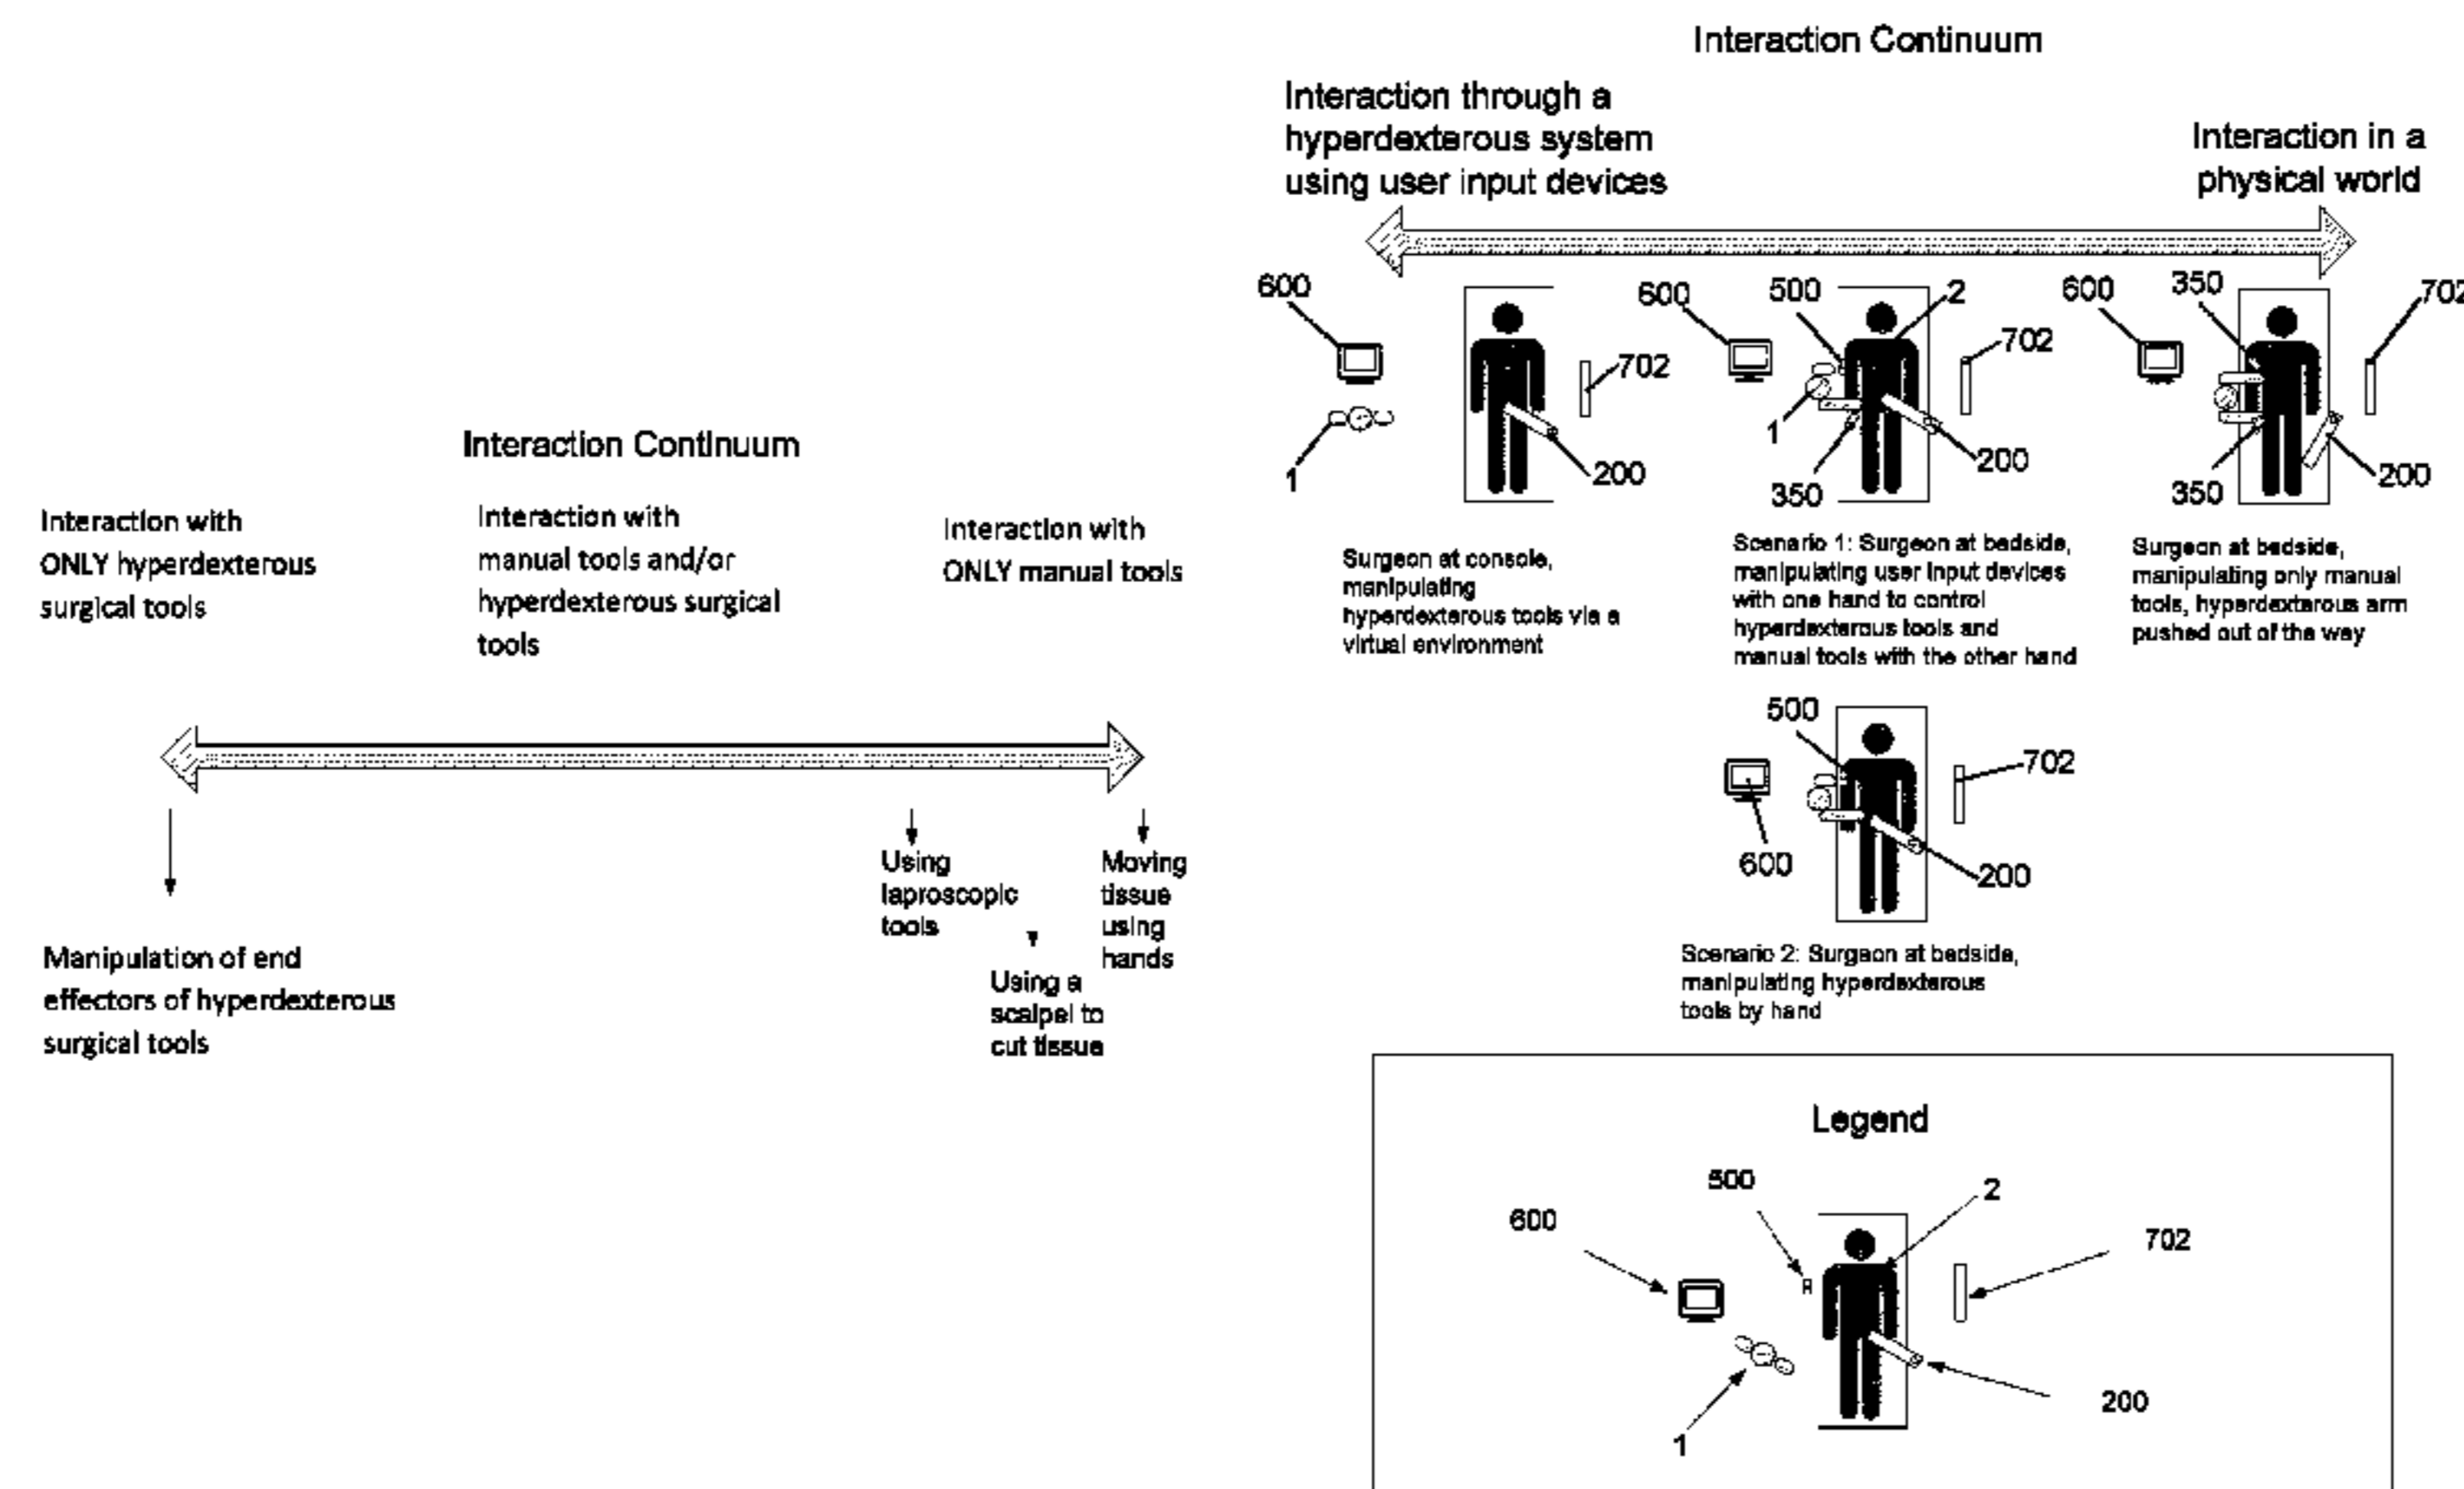 Interaction Continuum
Interaction with
ONLY hyperdexterous
surgical tools
Interaction with
manual tools and/or
hyperdexterous surgical
tools
Interaction with
ONLY manual tools
Using
laproscopic
tools
Moving
tissue
using
hands
Using a
scalpel to
cut tissue
Manipulation of end
effectors of hyperdexterous
surgical tools
Interaction Continuum
Interaction through a
hyperdexterous system
using user input devices
Interaction in a
physical world
600
702
1
200
600
500
2
702
1
350
200
600
350
702
350
200
Surgeon at console,
manipulating
hyperdexterous tools via a
virtual environment
Scenario 1: Surgeon at bedside,
manipulating user input devices
with one hand to control
hyperdexterous tools and
manual tools with the other hand
Surgeon at bedside,
manipulating only manual
tools, hyperdexterous arm
pushed out of the way
500
702
600
200
Scenario 2: Surgeon at bedside,
manipulating hyperdexterous
tools by hand
Legend
500
2
600
702
200
1